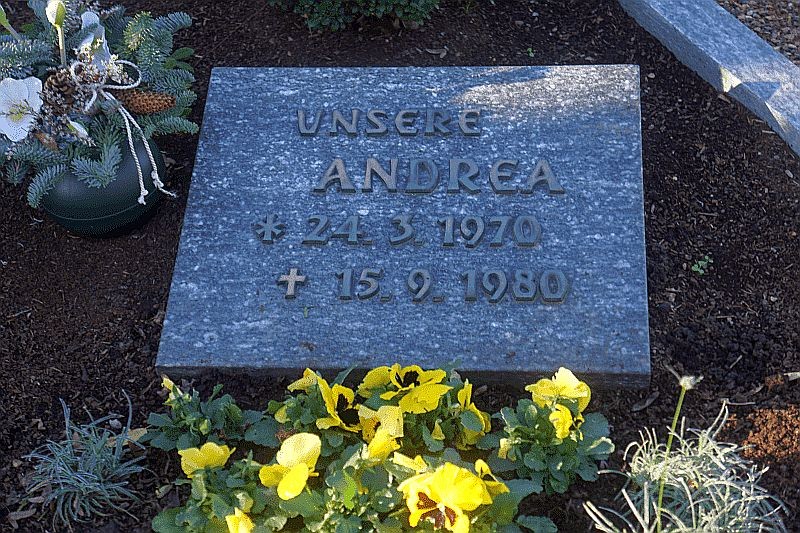 UNSERE
ANDREA
* 24. 3. 1970
✝ 15. 9. 1980